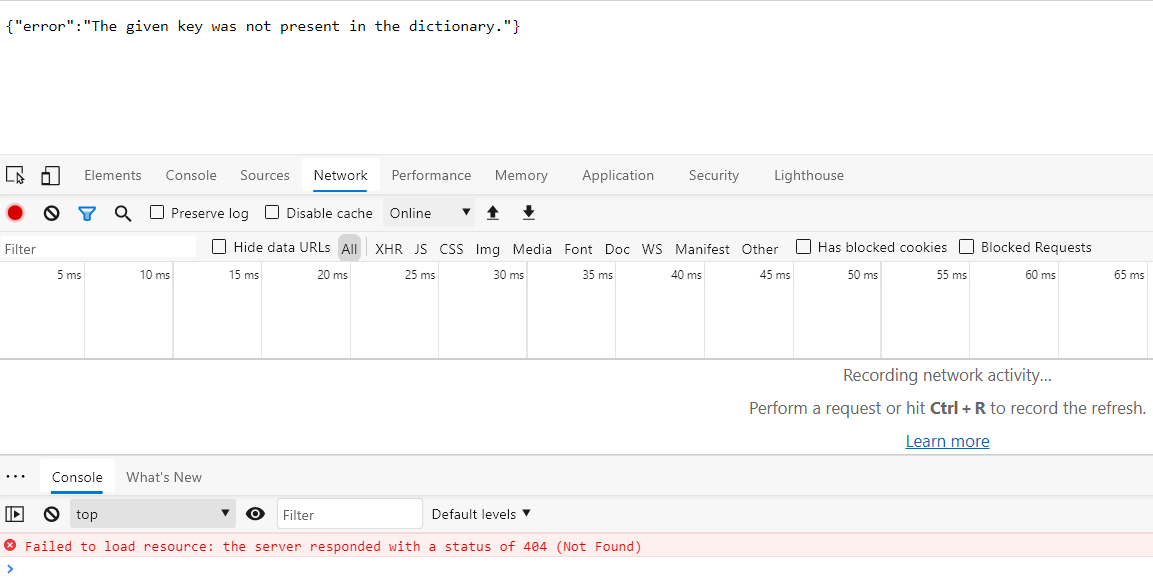 {"error":"The given key was not present in the dictionary."}
Elements Console Sources Network Performance Memory Application Security Lighthouse
Preserve log Disable cache Online
Filter Hide data URLs All XHR JS CSS Img Media Font Doc WS Manifest Other Has blocked cookies Blocked Requests
5 ms 10 ms 15 ms 20 ms 25 ms 30 ms 35 ms 40 ms 45 ms 50 ms 55 ms 60 ms 65 ms
Recording network activity...
Perform a request or hit Ctrl + R to record the refresh.
Learn more
Console What's New
top Filter Default levels
Failed to load resource: the server responded with a status of 404 (Not Found)